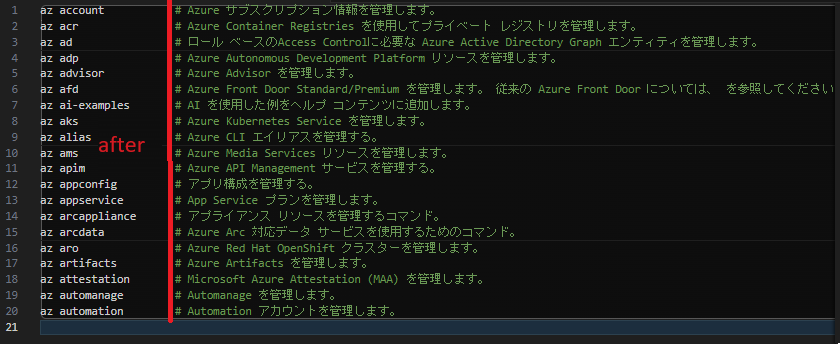 1 az account # Azure サブスクリプション情報を管理します。
2 az acr # Azure Container Registries を使用してプライベート レジストリを管理します。
3 az ad # ロール ベースのAccess Controlに必要な Azure Active Directory Graph エンティティを管理します。
4 az adp # Azure Autonomous Development Platform リソースを管理します。
5 az advisor # Azure Advisor を管理します。
6 az afd # Azure Front Door Standard/Premium を管理します。 従来の Azure Front Door については、 を参照してください
7 az ai-examples # AI を使用した例をヘルプ コンテンツに追加します。
8 az aks # Azure Kubernetes Service を管理します。
9 az alias # Azure CLI エイリアスを管理する。
after
10 az ams # Azure Media Services リソースを管理します。
11 az apim # Azure API Management サービスを管理する。
12 az appconfig # アプリ構成を管理する。
13 az appservice # App Service プランを管理します。
14 az arcappliance # アプライアンス リソースを管理するコマンド。
15 az arcdata # Azure Arc 対応データ サービスを使用するためのコマンド。
16 az aro # Azure Red Hat OpenShift クラスターを管理します。
17 az artifacts # Azure Artifacts を管理します。
18 az attestation # Microsoft Azure Attestation (MAA) を管理します。
19 az automanage # Automanage を管理します。
20 az automation # Automation アカウントを管理します。
21